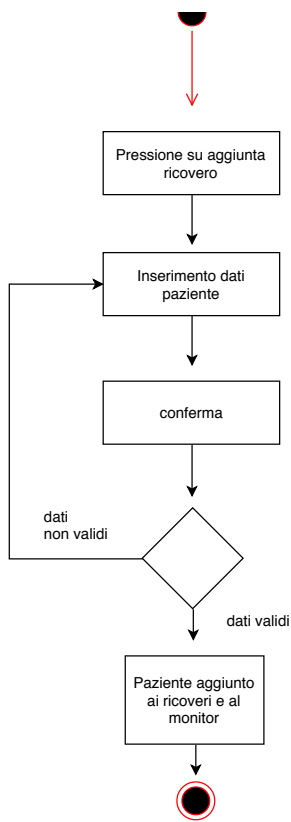 Pressione su aggiunta
ricovero
Inserimento dati
paziente
conferma
dati
non validi
dati validi
Paziente aggiunto
ai ricoveri e al
monitor